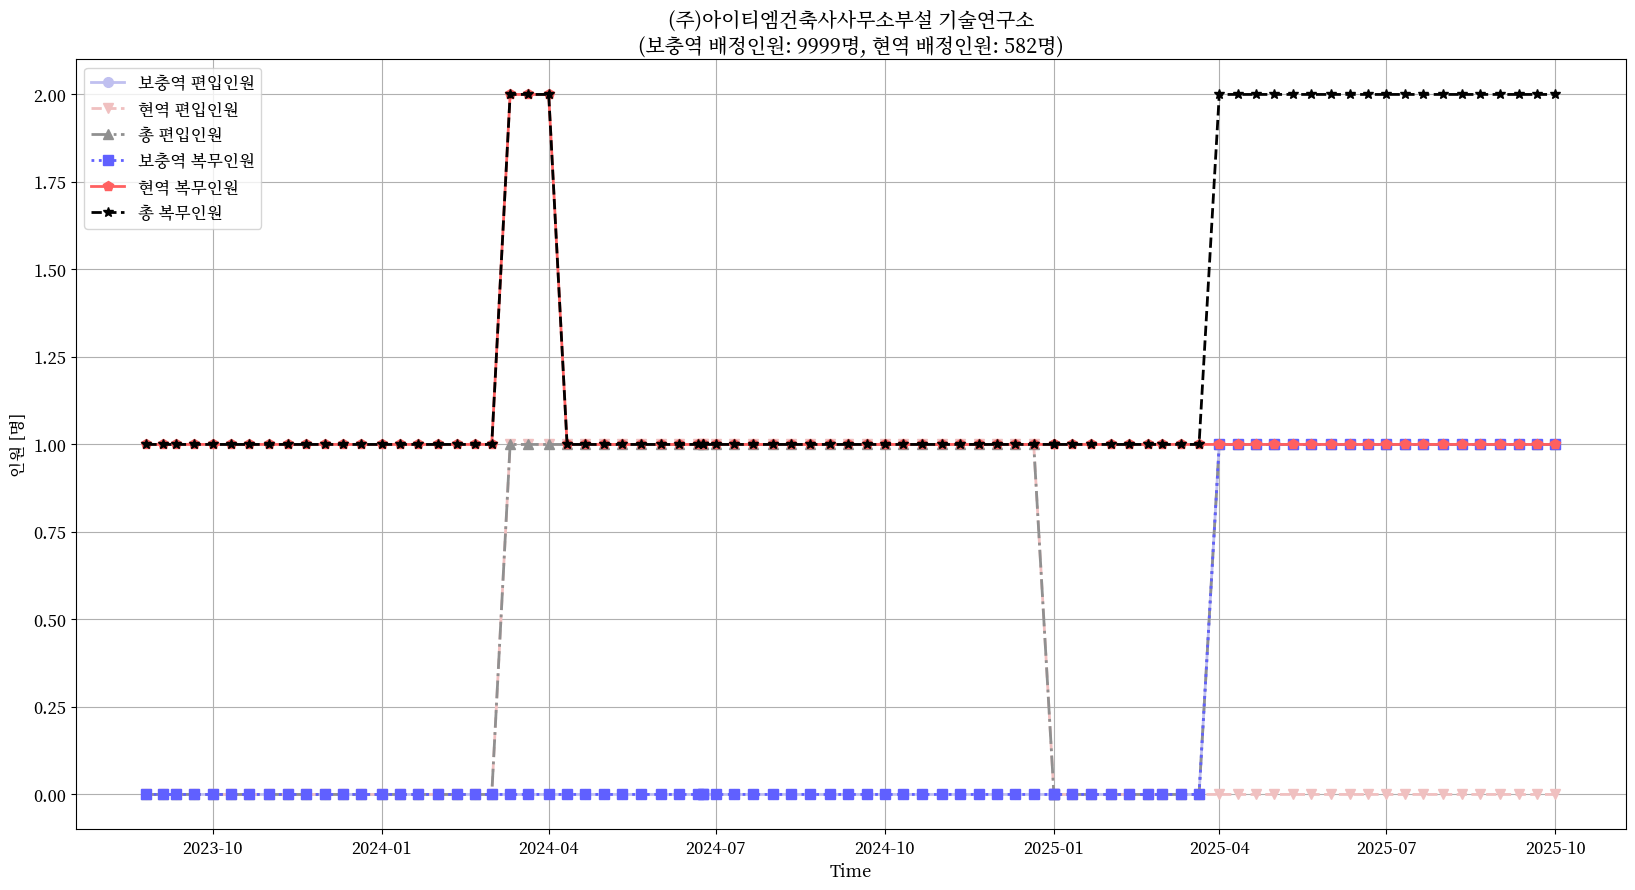 (주)아이티엠건축사사무소부설 기술연구소
(보충역 배정인원: 9999명, 현역 배정인원: 582명)
보충역 편입인원
현역 편입인원
총 편입인원
보충역 복무인원
현역 복무인원
총 복무인원
인원 [명]
2.00
1.75
1.50
1.25
1.00
0.75
0.50
0.25
0.00
2023-10 2024-01 2024-04 2024-07 2024-10 2025-01 2025-04 2025-07 2025-10
Time